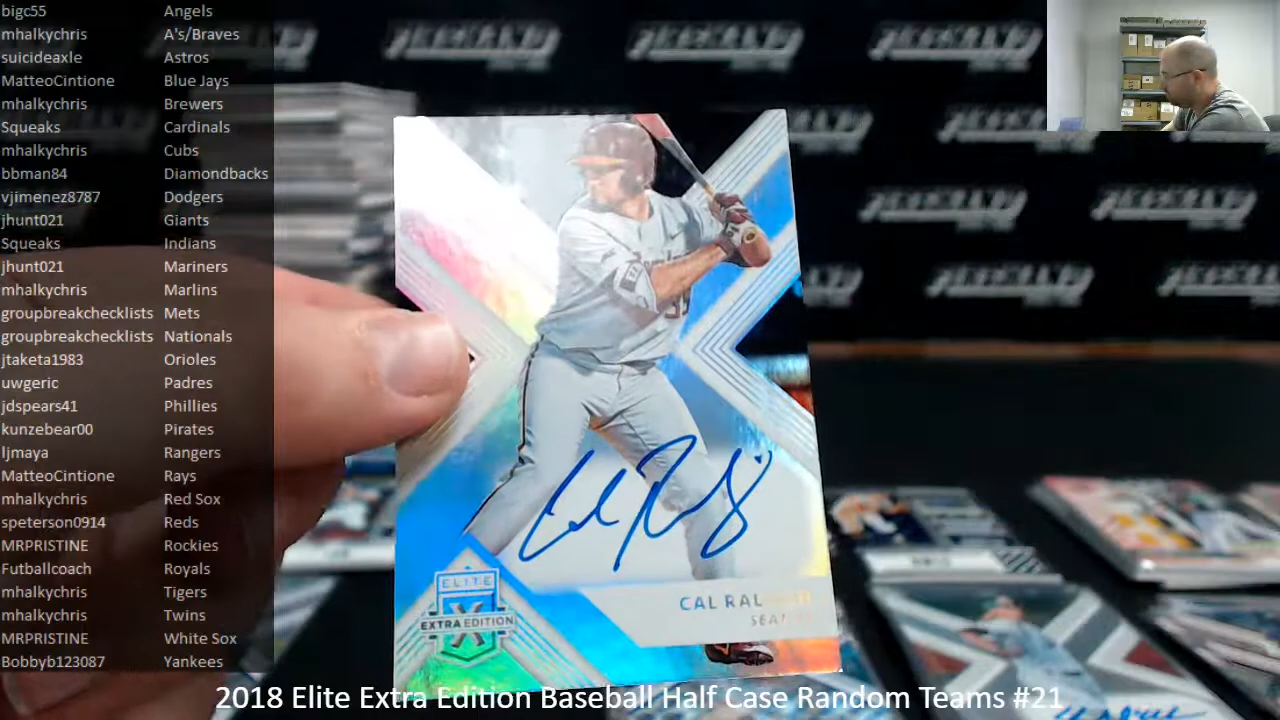 bigc55 Angels
mhalkychris A's/Braves
suicideaxle Astros
MatteoCintione Blue Jays
mhalkychris Brewers
Squeaks Cardinals
mhalkychris Cubs
bbman84 Diamondbacks
vjimenez8787 Dodgers
jhunt021 Giants
Squeaks Indians
jhunt021 Mariners
mhalkychris Marlins
groupbreakchecklists Mets
groupbreakchecklists Nationals
jtaketa1983 Orioles
uwgeric Padres
jdspears41 Phillies
kunzebear00 Pirates
ljmaya Rangers
MatteoCintione Rays
mhalkychris Red Sox
speterson0914 Reds
MRPRISTINE Rockies
Futballcoach Royals
mhalkychris Tigers
mhalkychris Twins
MRPRISTINE White Sox
Bobbyb123087 Yankees
ELITE
X
EXTRA EDITION
CAL RAL
SEA
2018 Elite Extra Edition Baseball Half Case Random Teams #21